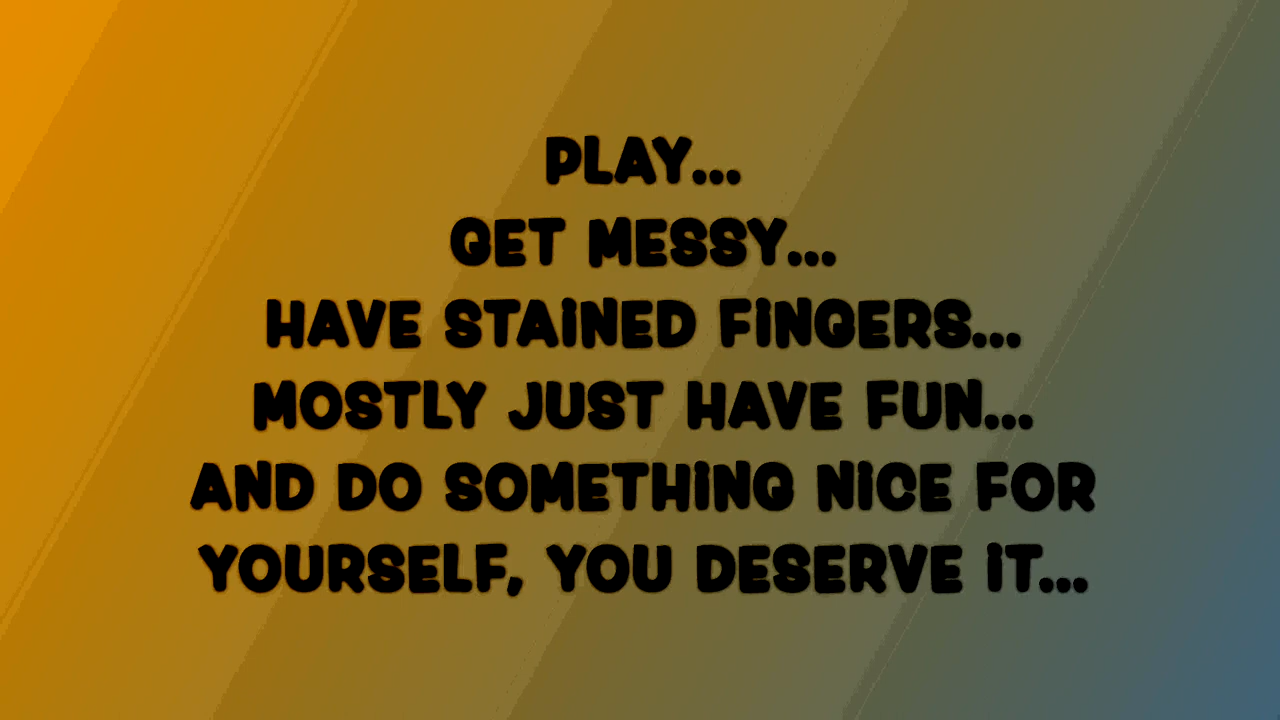 PLAY...
GET MESSY...
HAVE STAINED FINGERS...
MOSTLY JUST HAVE FUN...
AND DO SOMETHING NICE FOR
YOURSELF, YOU DESERVE IT...